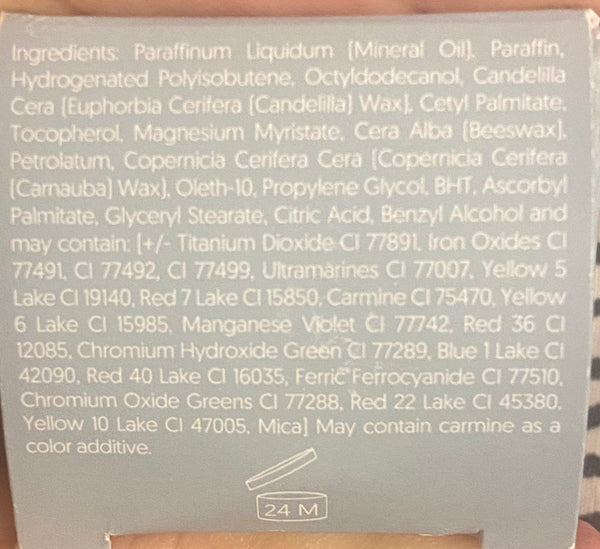 Ingredients: Paraffinum Liquidum (Mineral Oil), Paraffin,
Hydrogenated Polyisobutene, Octyldodecanol, Candelilla
Cera (Euphorbia Cerifera (Candelilla) Wax), Cetyl Palmitate,
Tocopherol, Magnesium Myristate, Cera Alba (Beeswax),
Petrolatum, Copernicia Cerifera Cera (Copernicia Cerifera
(Carnauba) Wax), Oleth-10, Propylene Glycol, BHT, Ascorbyl
Palmitate, Glyceryl Stearate, Citric Acid, Benzyl Alcohol and
may contain: [+/- Titanium Dioxide CI 77891, Iron Oxides CI
77491, CI 77492, CI 77499, Ultramarines CI 77007, Yellow 5
Lake CI 19140, Red 7 Lake CI 15850, Carmine CI 75470, Yellow
6 Lake CI 15985, Manganese Violet CI 77742, Red 36 CI
12085, Chromium Hydroxide Green CI 77289, Blue 1 Lake CI
42090, Red 40 Lake CI 16035, Ferric Ferrocyanide CI 77510,
Chromium Oxide Greens CI 77288, Red 22 Lake CI 45380,
Yellow 10 Lake CI 47005, Mica] May contain carmine as a
color additive.
24 M